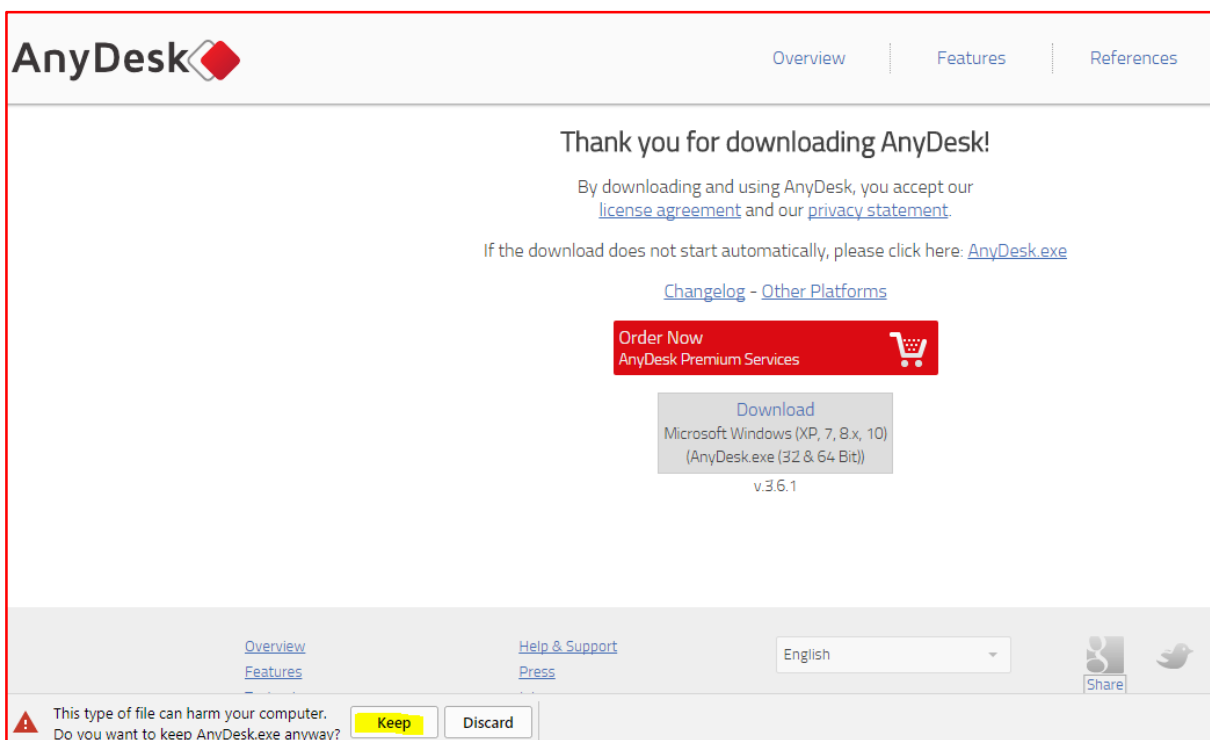 AnyDesk
Overview
Features
References
Thank you for downloading AnyDesk!
By downloading and using AnyDesk, you accept our
license agreement and our privacy statement.
If the download does not start automatically, please click here: AnyDesk.exe
Changelog - Other Platforms
Order Now
AnyDesk Premium Services
Download
Microsoft Windows (XP, 7, 8.x, 10)
(AnyDesk.exe (32 & 64 Bit))
v.3.6.1
Overview
Features
Help & Support
Press
English
Share
This type of file can harm your computer.
Do you want to keep AnyDesk.exe anyway?
Keep
Discard